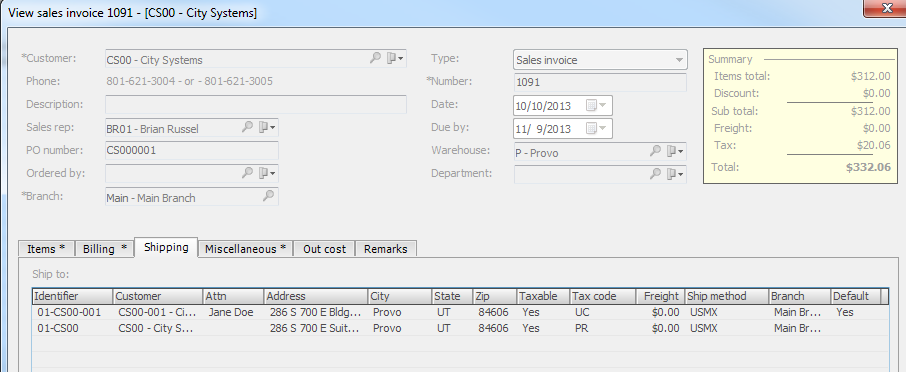 View sales invoice 1091 - [CS00 - City Systems]
*Customer: CS00 - City Systems
Phone: 801-621-3004 - or - 801-621-3005
Description:
Sales rep: BR01 - Brian Russel
PO number: CS000001
Ordered by:
*Branch: Main - Main Branch
Type: Sales invoice
*Number: 1091
Date: 10/10/2013
Due by: 11/ 9/2013
Warehouse: P - Provo
Department:
Summary
Items total: $312.00
Discount: $0.00
Sub total: $312.00
Freight: $0.00
Tax: $20.06
Total: $332.06
Items * Billing * Shipping Miscellaneous * Out cost Remarks
Ship to:
Identifier Customer Attn Address City State Zip Taxable Tax code Freight Ship method Branch Default
01-CS00-001 CS00-001 - Ci... Jane Doe 286 S 700 E Bldg... Provo UT 84606 Yes UC $0.00 USMX Main Br... Yes
01-CS00 CS00 - City S... 286 S 700 E Suit... Provo UT 84606 Yes PR $0.00 USMX Main Br...